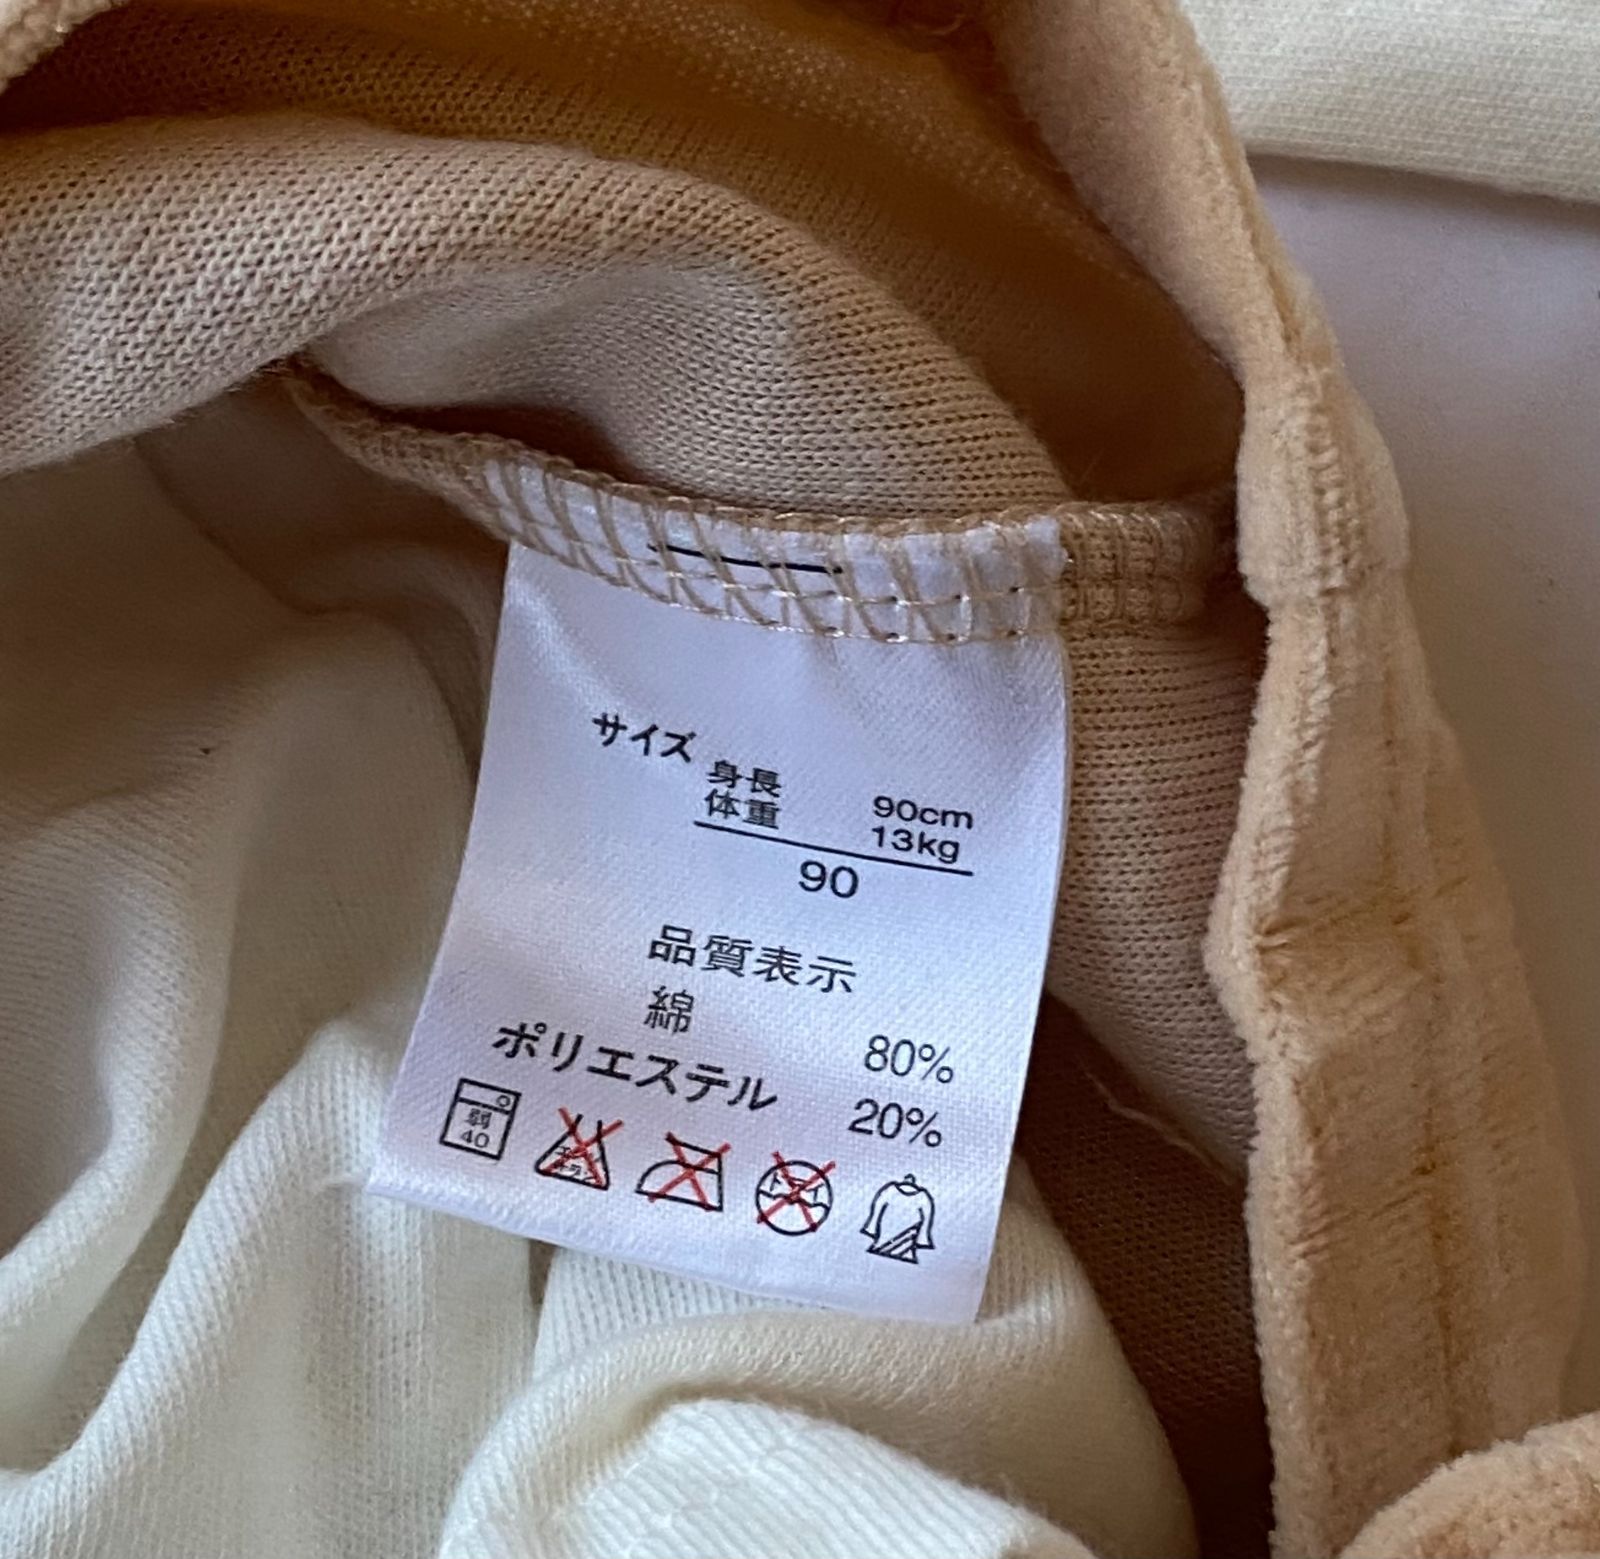 サイズ
身長 90cm
体重 13kg
90
品質表示
綿 80%
ポリエステル 20%
弱
40